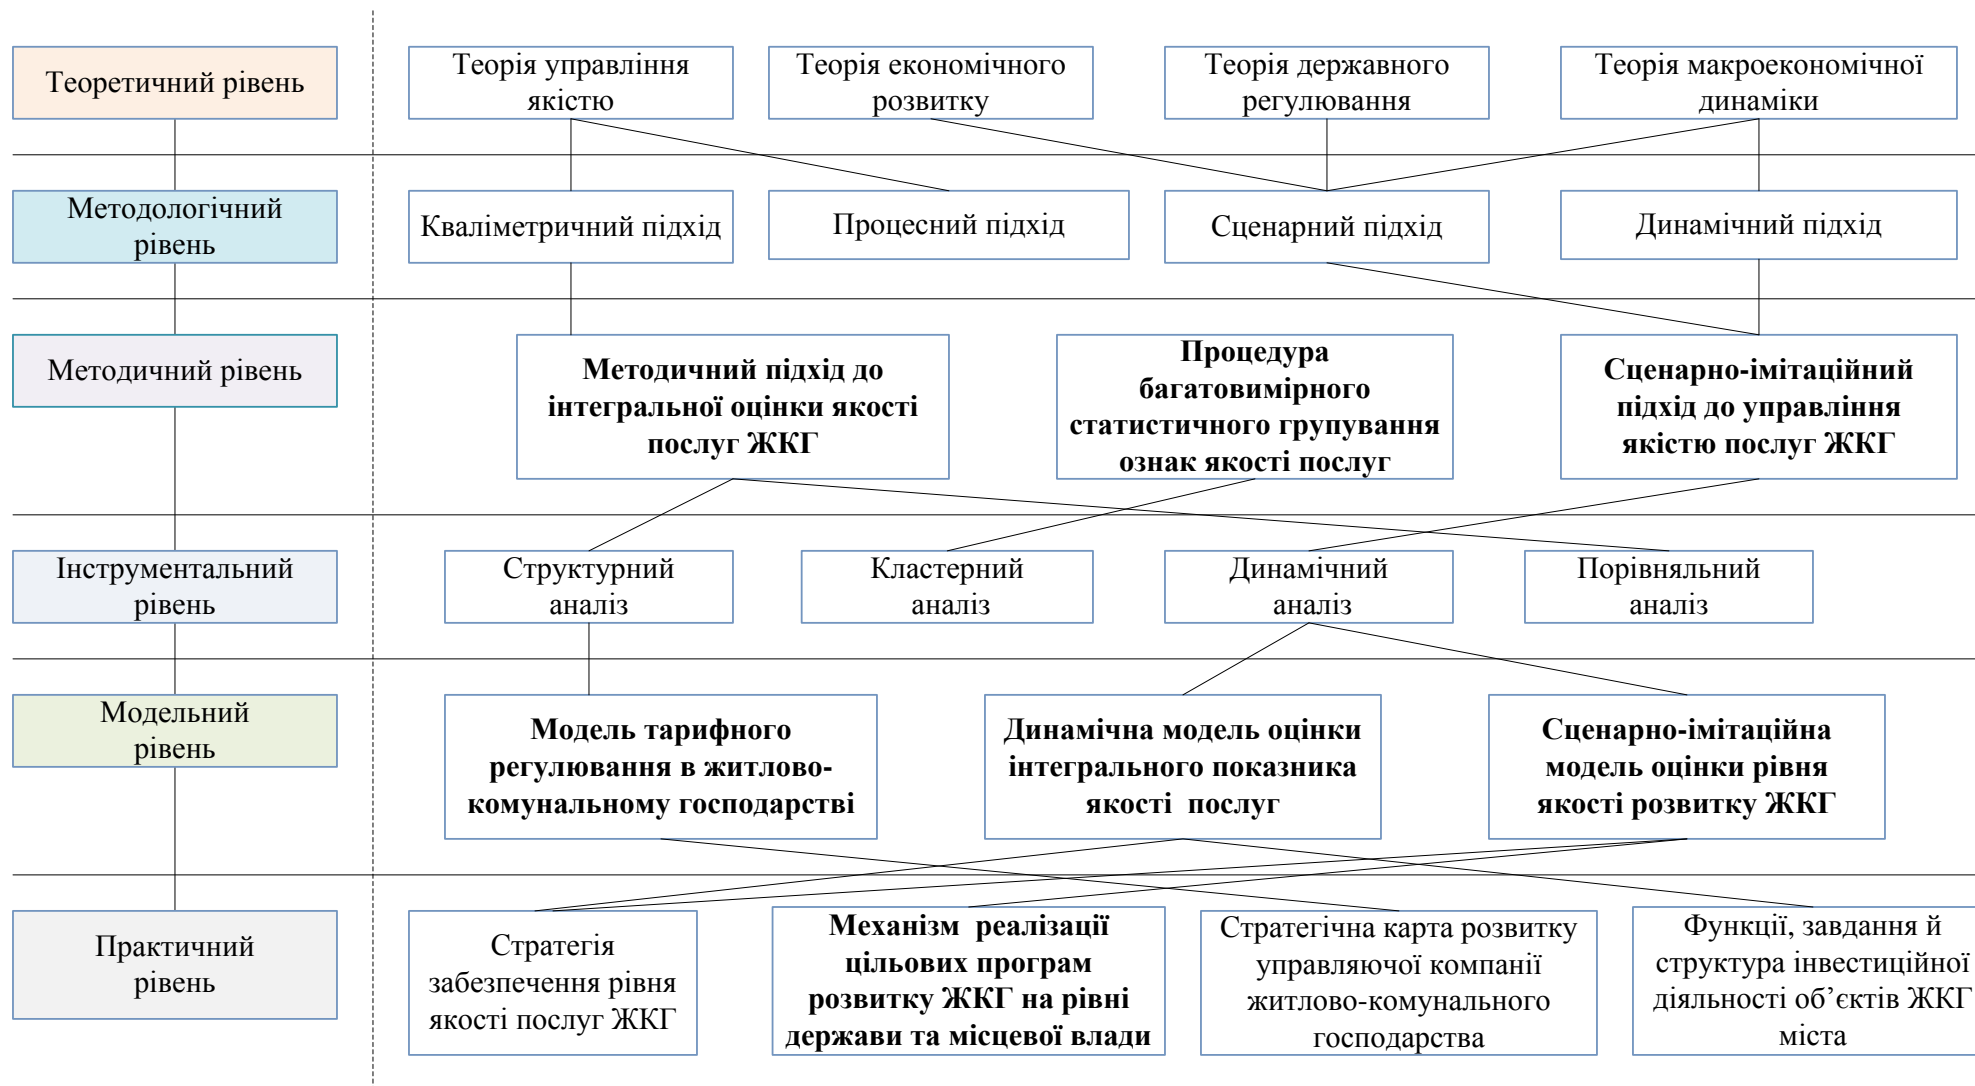 Теоретичний рівень
Теорія управління
якістю
Теорія економічного
розвитку
Теорія державного
регулювання
Теорія макроекономічної
динаміки
Методологічний
рівень
Кваліметричний підхід
Процесний підхід
Сценарний підхід
Динамічний підхід
Методичний рівень
Методичний підхід до
інтегральної оцінки якості
послуг ЖКГ
Процедура
багатовимірного
статистичного групування
ознак якості послуг
Сценарно-імітаційний
підхід до управління
якістю послуг ЖКГ
Інструментальний
рівень
Структурний
аналіз
Кластерний
аналіз
Динамічний
аналіз
Порівняльний
аналіз
Модельний
рівень
Модель тарифного
регулювання в житлово-
комунальному господарстві
Динамічна модель оцінки
інтегрального показника
якості послуг
Сценарно-імітаційна
модель оцінки рівня
якості розвитку ЖКГ
Практичний
рівень
Стратегія
забезпечення рівня
якості послуг ЖКГ
Механізм реалізації
цільових програм
розвитку ЖКГ на рівні
держави та місцевої влади
Стратегічна карта розвитку
управляючої компанії
житлово-комунального
господарства
Функції, завдання й
структура інвестиційної
діяльності об’єктів ЖКГ
міста